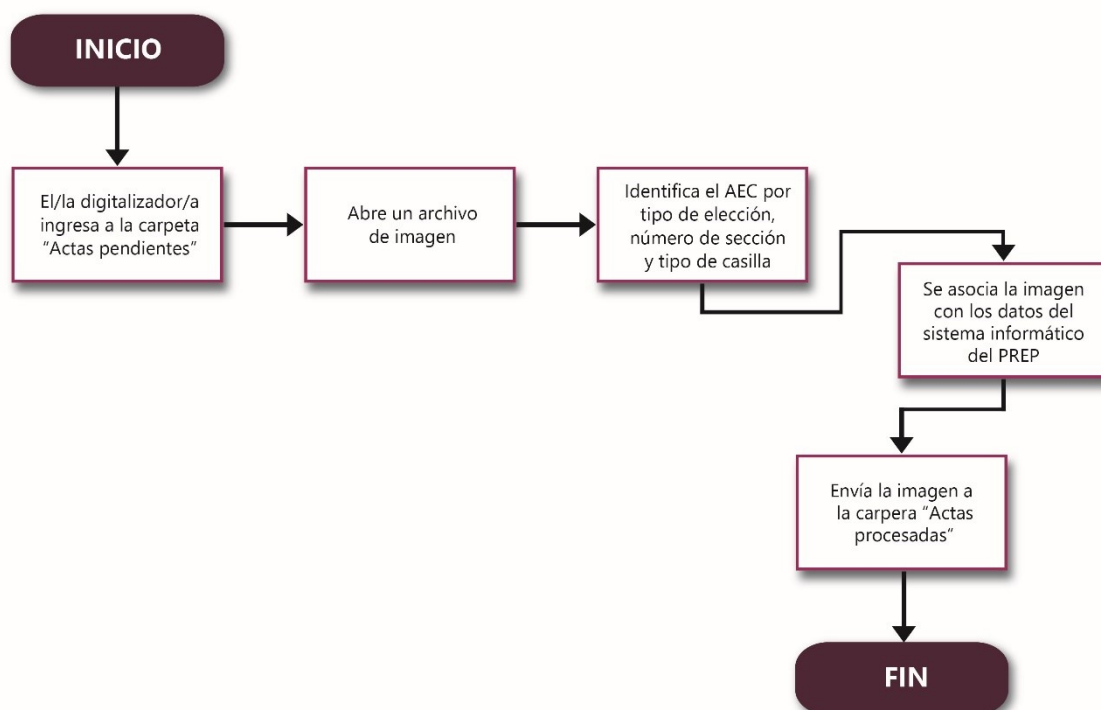 INICIO
El/la digitalizador/a
ingresa a la carpeta
“Actas pendientes”
Abre un archivo
de imagen
Identifica el AEC por
tipo de elección,
número de sección
y tipo de casilla
Se asocia la imagen
con los datos del
sistema informático
del PREP
Envía la imagen a
la carpera “Actas
procesadas”
FIN